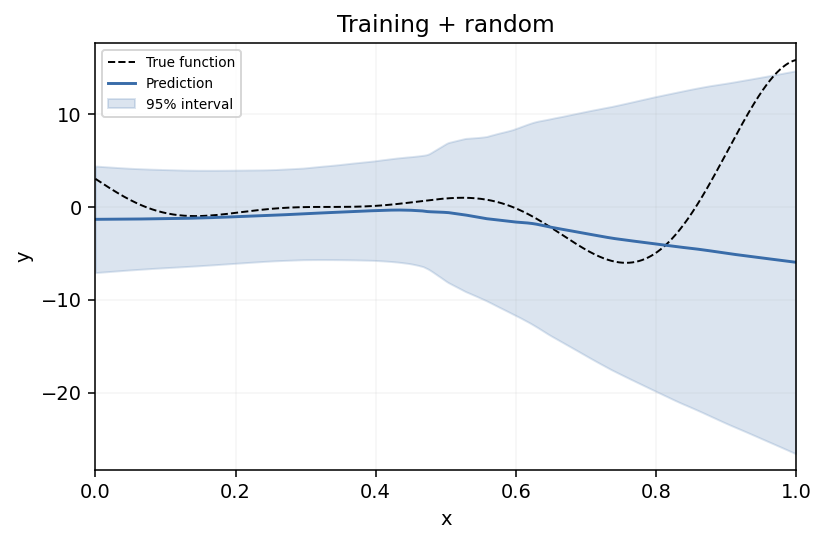 Training + random
True function
Prediction
95% interval
10
0
−10
−20
y
0.0
0.2
0.4
0.6
0.8
1.0
x